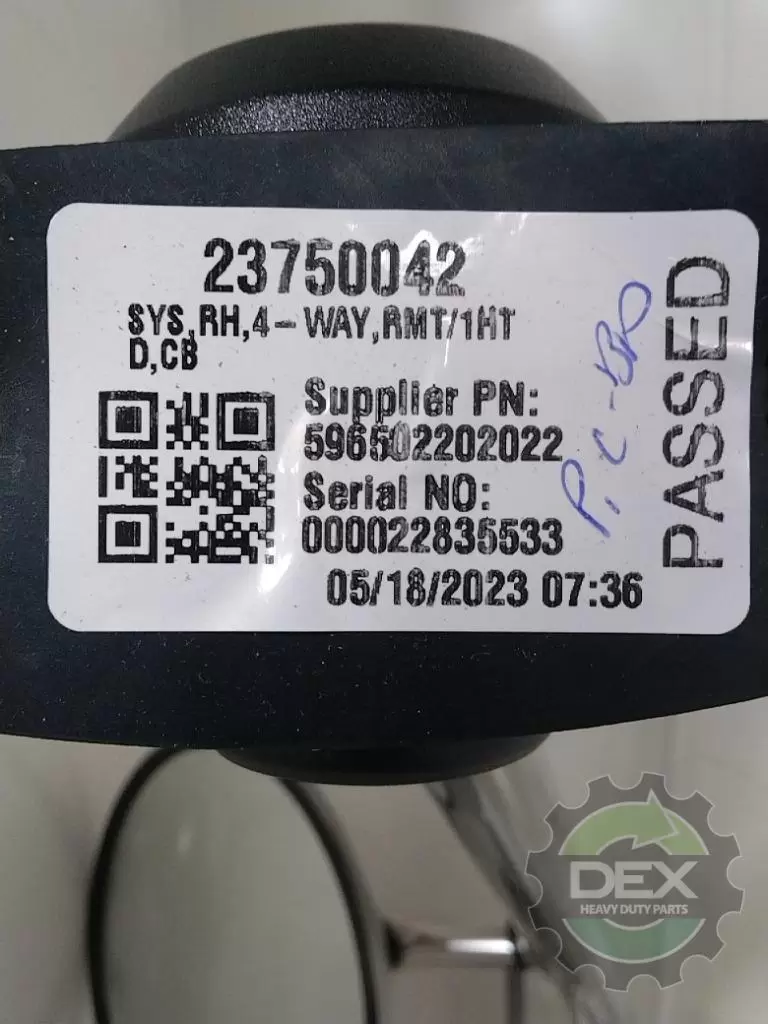 23750042
SYS,RH,4-WAY,RMT/1HT
D,CB
Supplier PN:
596502202022
Serial NO:
000022835533
05/18/2023 07:36
PASSED
DEX
HEAVY DUTY PARTS